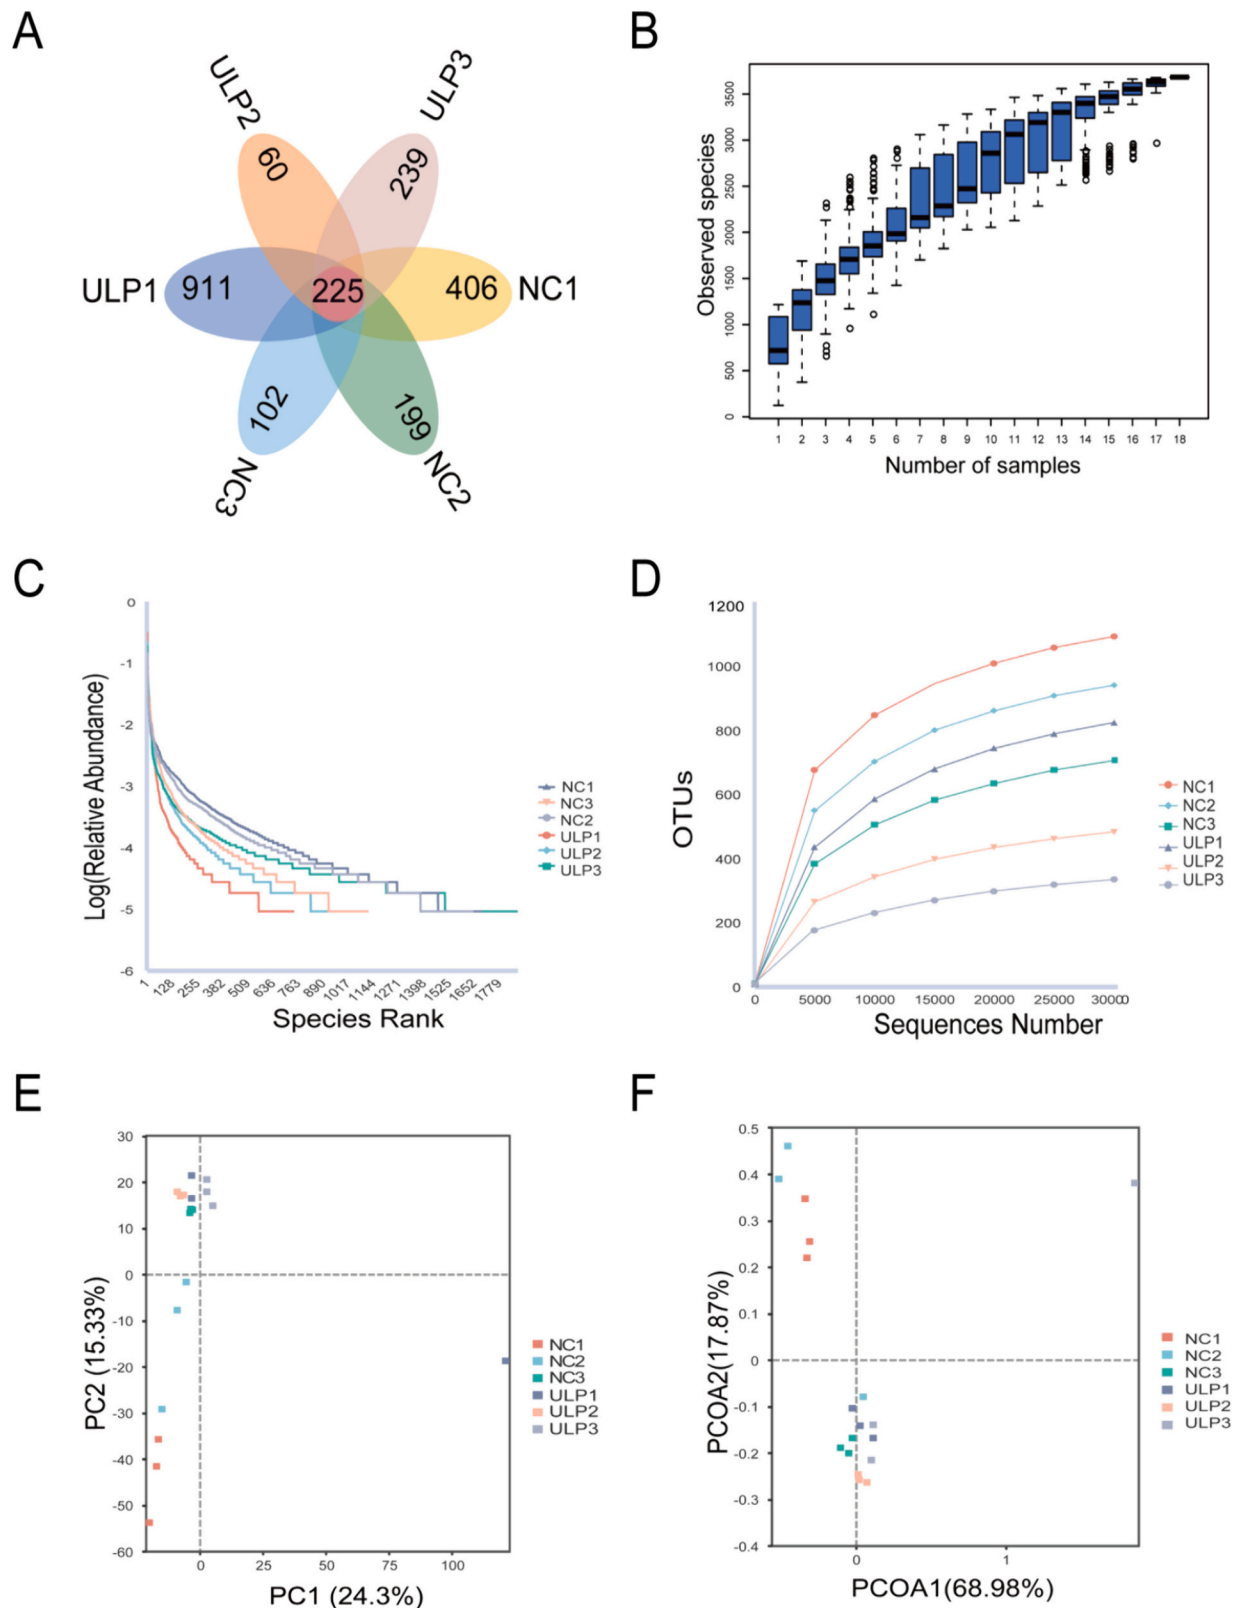 A
ULP2
ULP3
60
239
ULP1
911
225
406
NC1
102
199
NC3
NC2
B
Observed species
3500
3000
2500
2000
1500
1000
500
0
1 2 3 4 5 6 7 8 9 10 11 12 13 14 15 16 17 18
Number of samples
C
Log(Relative Abundance)
0
-1
-2
-3
-4
-5
-6
1 128 255 382 509 636 763 890 1017 1144 1271 1398 1525 1652 1779
Species Rank
NC1
NC3
NC2
ULP1
ULP2
ULP3
D
OTUs
1200
1000
800
600
400
200
0
0 5000 10000 15000 20000 25000 30000
Sequences Number
NC1
NC2
NC3
ULP1
ULP2
ULP3
E
PC2 (15.33%)
30
20
10
0
-10
-20
-30
-40
-50
-60
0 25 50 75 100
PC1 (24.3%)
NC1
NC2
NC3
ULP1
ULP2
ULP3
F
PCOA2(17.87%)
0.5
0.4
0.3
0.2
0.1
0
-0.1
-0.2
-0.3
-0.4
0 1
PCOA1(68.98%)
NC1
NC2
NC3
ULP1
ULP2
ULP3